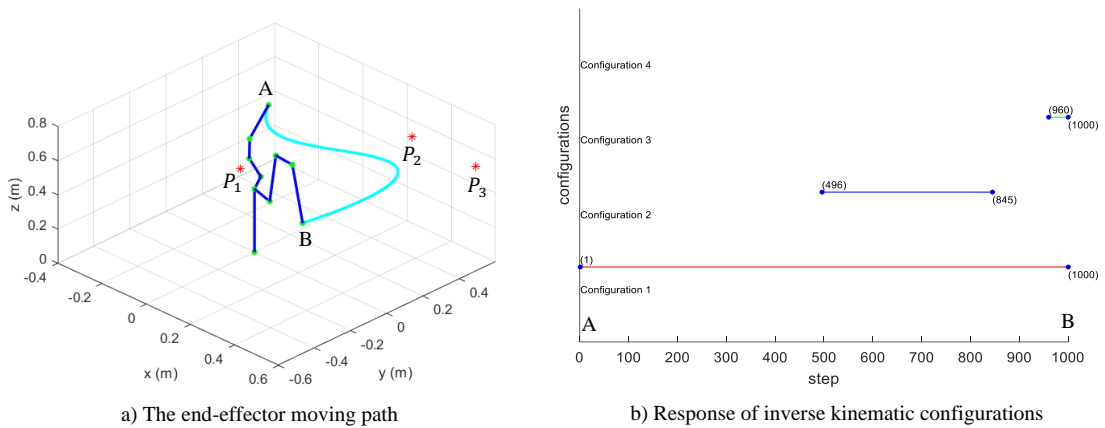 A
0.8
0.6
0.4
0.2
0
z (m)
P1
P2
P3
B
-0.4
-0.2
0
0.2
0.4
0.6
x (m)
-0.6
-0.4
-0.2
0
0.2
0.4
y (m)
a) The end-effector moving path
configurations
Configuration 4
(960)
(1000)
Configuration 3
(496)
(845)
Configuration 2
(1)
(1000)
Configuration 1
A
B
0 100 200 300 400 500 600 700 800 900 1000
step
b) Response of inverse kinematic configurations